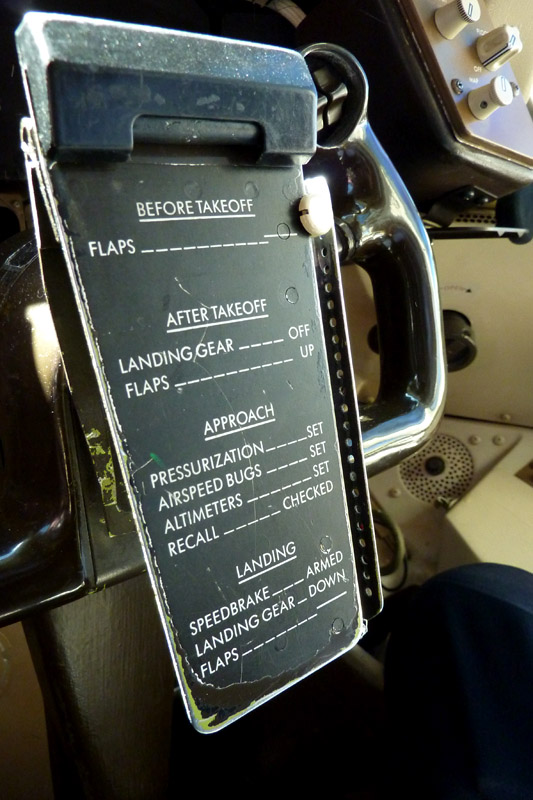 BEFORE TAKEOFF
FLAPS _ _ _ _ _ _ _ _ _ _
AFTER TAKEOFF
LANDING GEAR _ _ _ _ _ OFF
FLAPS _ _ _ _ _ _ _ _ _ _ UP
APPROACH
PRESSURIZATION _ _ _ _ SET
AIRSPEED BUGS _ _ _ _ _ SET
ALTIMETERS _ _ _ _ _ _ _ SET
RECALL _ _ _ _ _ _ CHECKED
LANDING
SPEEDBRAKE _ _ _ _ ARMED
LANDING GEAR _ _ DOWN
FLAPS _ _ _ _ _ _ _ _